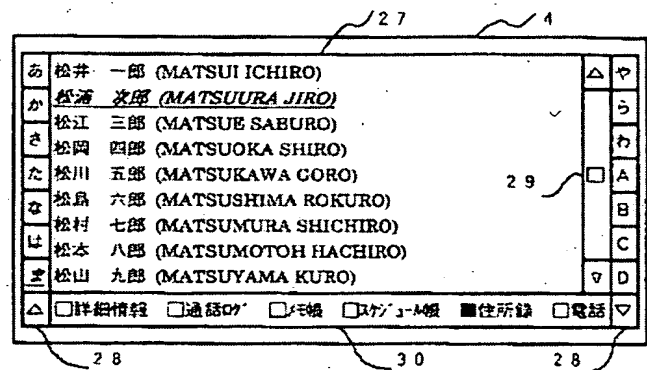 27 4
あ 松井 一郎 (MATSUI ICHIRO) や
か 松浦 次郎 (MATSUURA JIRO) ら
さ 松江 三郎 (MATSUE SABURO) わ
松岡 四郎 (MATSUOKA SHIRO)
た 松川 五郎 (MATSUKAWA GORO) 29 A
な 松島 六郎 (MATSUSHIMA ROKURO) B
は 松村 七郎 (MATSUMURA SHICHIRO) C
松本 八郎 (MATSUMOTOH HACHIRO)
ま 松山 九郎 (MATSUYAMA KURO) D
△ □詳細情報 □通話ログ □メモ帳 □スケジュール帳 ■住所録 □電話 ▽
28 30 28